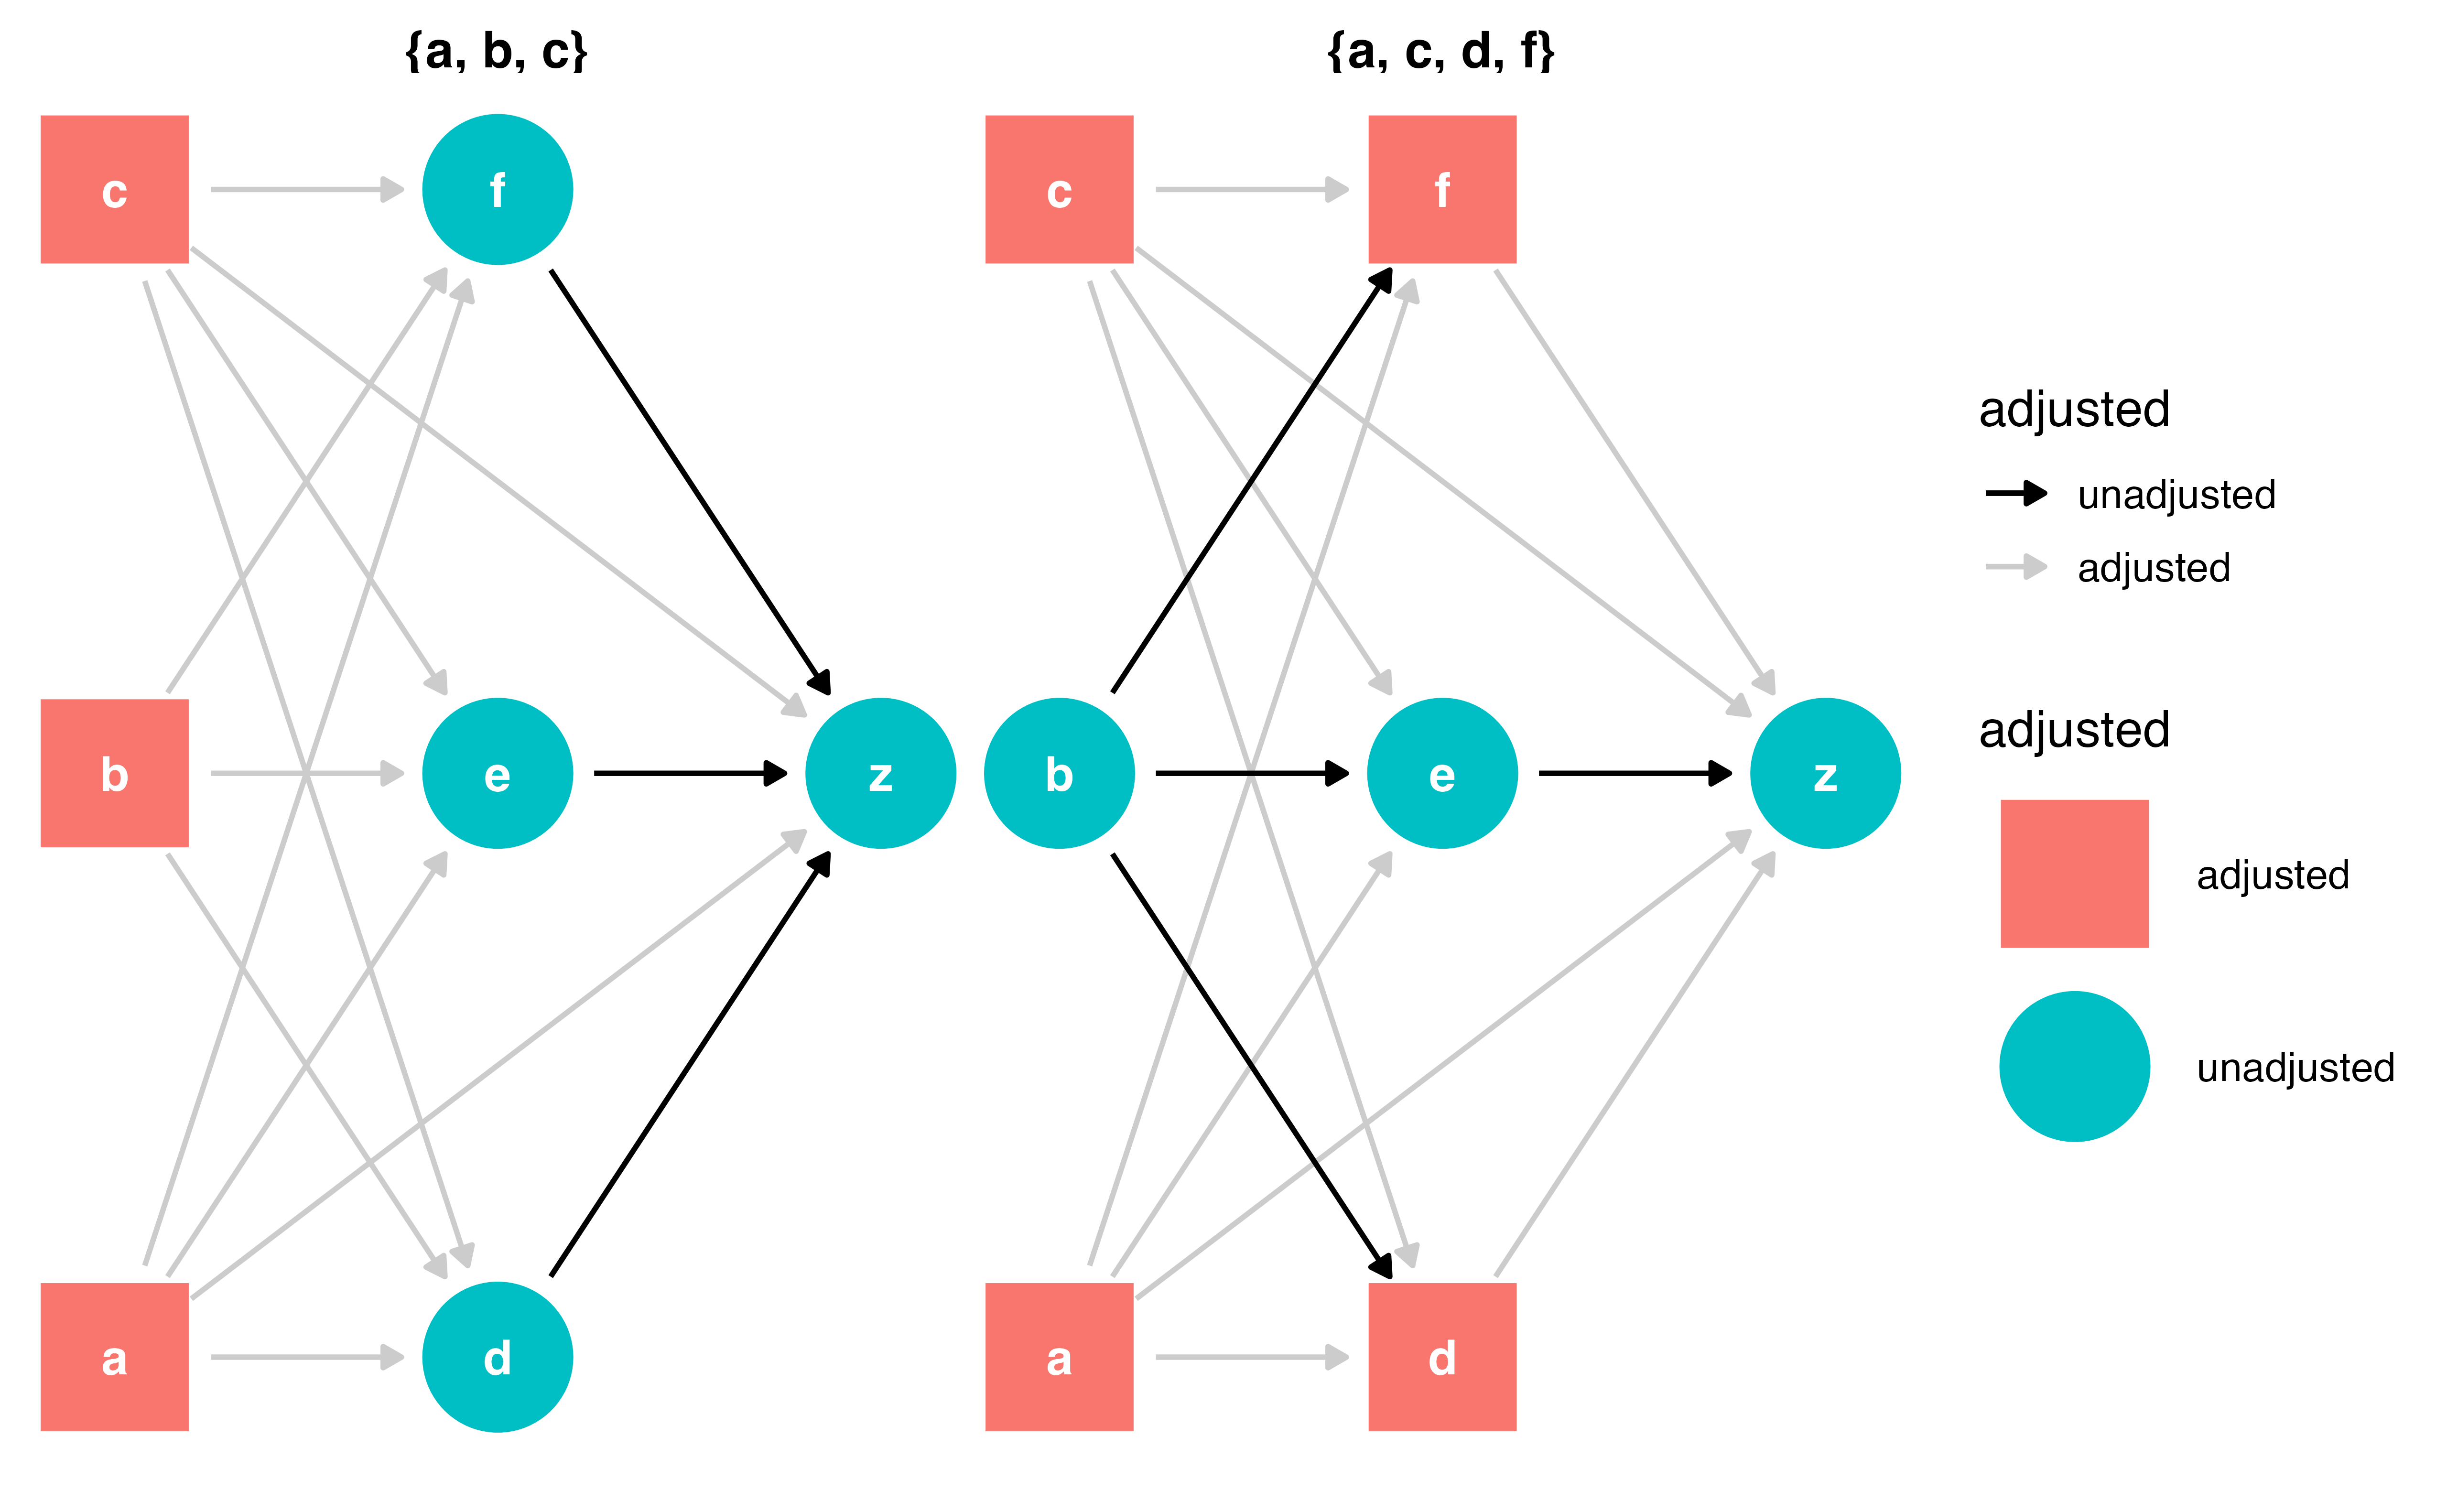 {a, b, c}
c
f
b
e
z
a
d
{a, c, d, f}
c
f
b
e
z
a
d
adjusted
unadjusted
adjusted
adjusted
adjusted
unadjusted